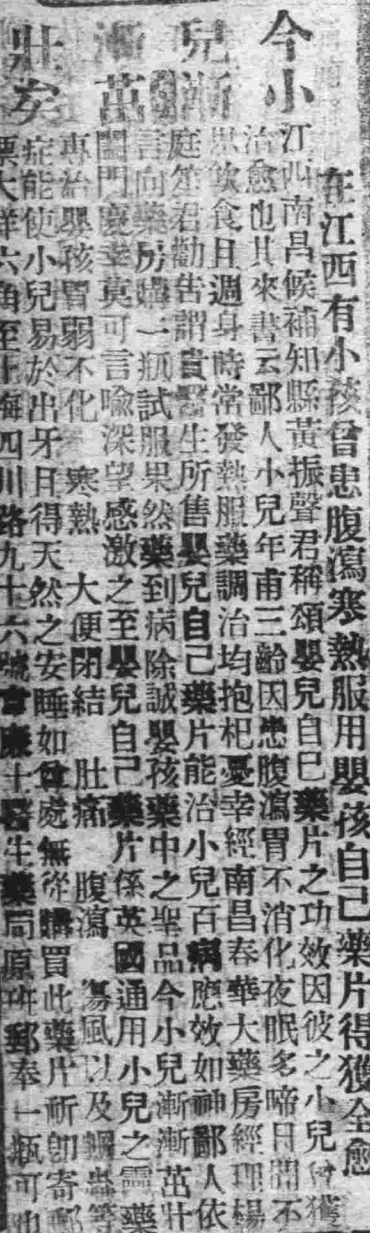 今小兒漸漸茁壯矣
在江西有小孩曾患腹瀉寒熱服用嬰孩自己藥片得獲全愈
江西南昌候補知縣黃振聲君稱頌嬰兒自己藥片之功效因彼之小兒曾獲
治愈也其來書云鄙人小兒年甫三齡因患腹瀉胃不消化夜眠多啼日間不
思飲食且週身時常發熱服藥調治均抱杞憂幸經南昌春華大藥房經理楊
庭笙君勸告謂貴醫生所售嬰兒自己藥片能治小兒百病應效如神鄙人依
言向藥房購一瓶試服果然藥到病除誠嬰孩藥中之聖品今小兒漸漸茁壯
闔門慶幸莫可言喻深望感激之至嬰兒自己藥片係英國通用小兒之靈藥
專治嬰孩胃弱不化 寒熱 大便閉結 肚痛 腹瀉 傷風以及蟲等
症能使小兒易於出牙日得天然之安睡如處無從購買此藥片祈即寄郵
票大洋六角至上海四川路九十六號廉士醫生藥局原班郵奉一瓶可也